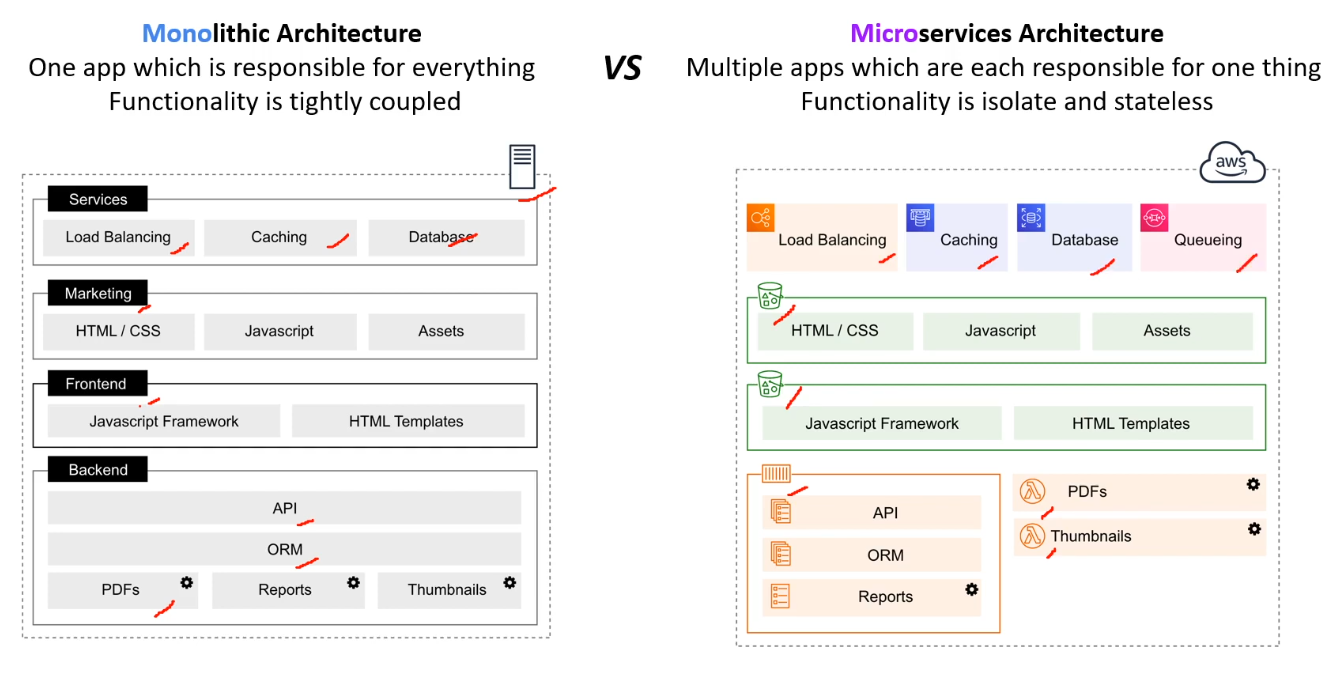 Monolithic Architecture
One app which is responsible for everything
Functionality is tightly coupled
VS
Microservices Architecture
Multiple apps which are each responsible for one thing
Functionality is isolate and stateless
Services
Load Balancing
Caching
Database
Marketing
HTML / CSS
Javascript
Assets
Frontend
Javascript Framework
HTML Templates
Backend
API
ORM
PDFs
Reports
Thumbnails
aws
Load Balancing
Caching
Database
Queueing
HTML / CSS
Javascript
Assets
Javascript Framework
HTML Templates
API
ORM
Reports
PDFs
Thumbnails